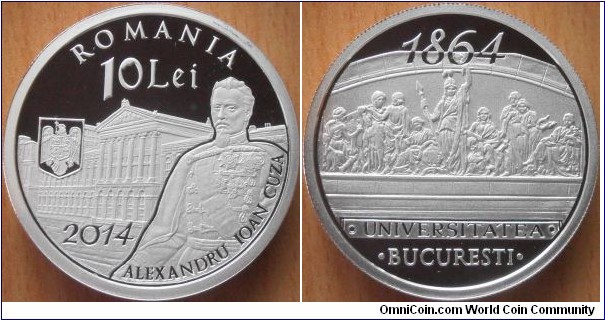 ROMANIA
10 Lei
2014
ALEXANDRU IOAN CUZA
1864
·UNIVERSITATEA·
·BUCURESTI·
OmniCoin.com World Coin Community